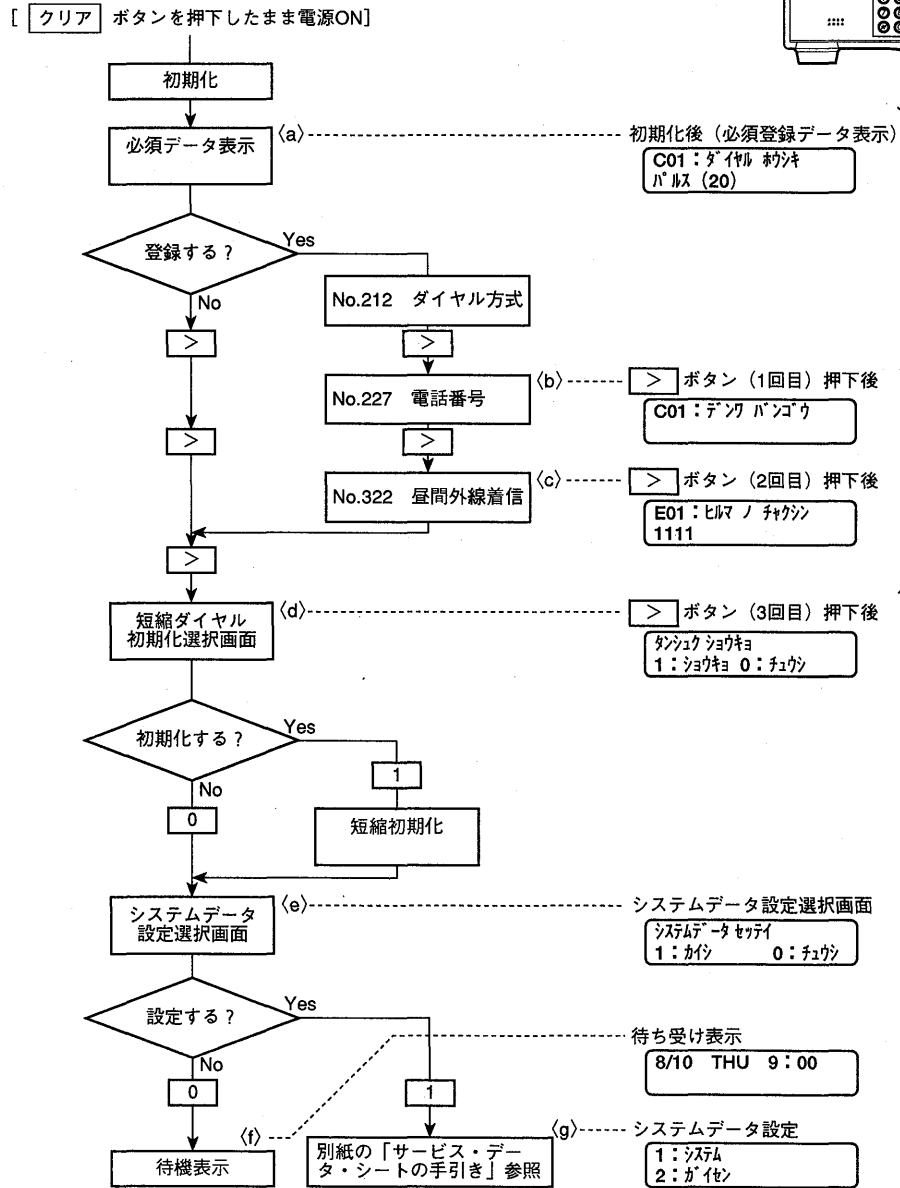 [ クリア ボタンを押下したまま電源ON]
初期化
必須データ表示
〈a〉
初期化後（必須登録データ表示）
C01：ﾀﾞｲﾔﾙ ﾎｳｼｷ
ﾊﾟﾙｽ (20)
登録する？
Yes
No
No.212 ダイヤル方式
＞
＞
No.227 電話番号
〈b〉
＞ ボタン（1回目）押下後
C01：ﾃﾞﾝﾜ ﾊﾞﾝｺﾞｳ
＞
＞
No.322 昼間外線着信
〈c〉
＞ ボタン（2回目）押下後
E01：ﾋﾙﾏ ﾉ ﾁｬｸｼﾝ
1111
＞
短縮ダイヤル
初期化選択画面
〈d〉
＞ ボタン（3回目）押下後
ﾀﾝｼｭｸ ｼｮｳｷｮ
1：ｼｮｳｷｮ 0：ﾁｭｳｼ
初期化する？
Yes
No
1
0
短縮初期化
システムデータ
設定選択画面
〈e〉
システムデータ設定選択画面
ｼｽﾃﾑﾃﾞｰﾀ ｾｯﾃｲ
1：ｶｲｼ 0：ﾁｭｳｼ
設定する？
Yes
No
待ち受け表示
8/10 THU 9：00
0
1
〈f〉
待機表示
別紙の「サービス・デー
タ・シートの手引き」参照
〈g〉
システムデータ設定
1：ｼｽﾃﾑ
2：ｶﾞｲｾﾝ